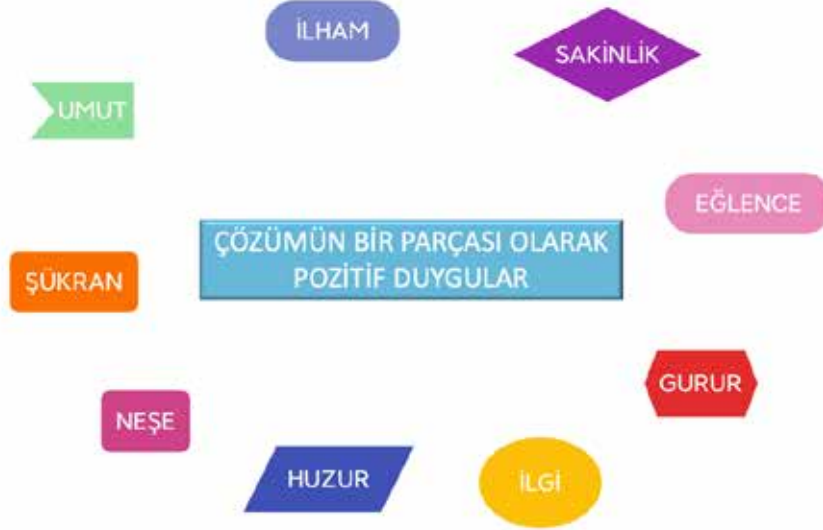 İLHAM
SAKİNLİK
UMUT
EĞLENCE
ÇÖZÜMÜN BİR PARÇASI OLARAK
POZİTİF DUYGULAR
ŞÜKRAN
GURUR
NEŞE
HUZUR
İLGİ